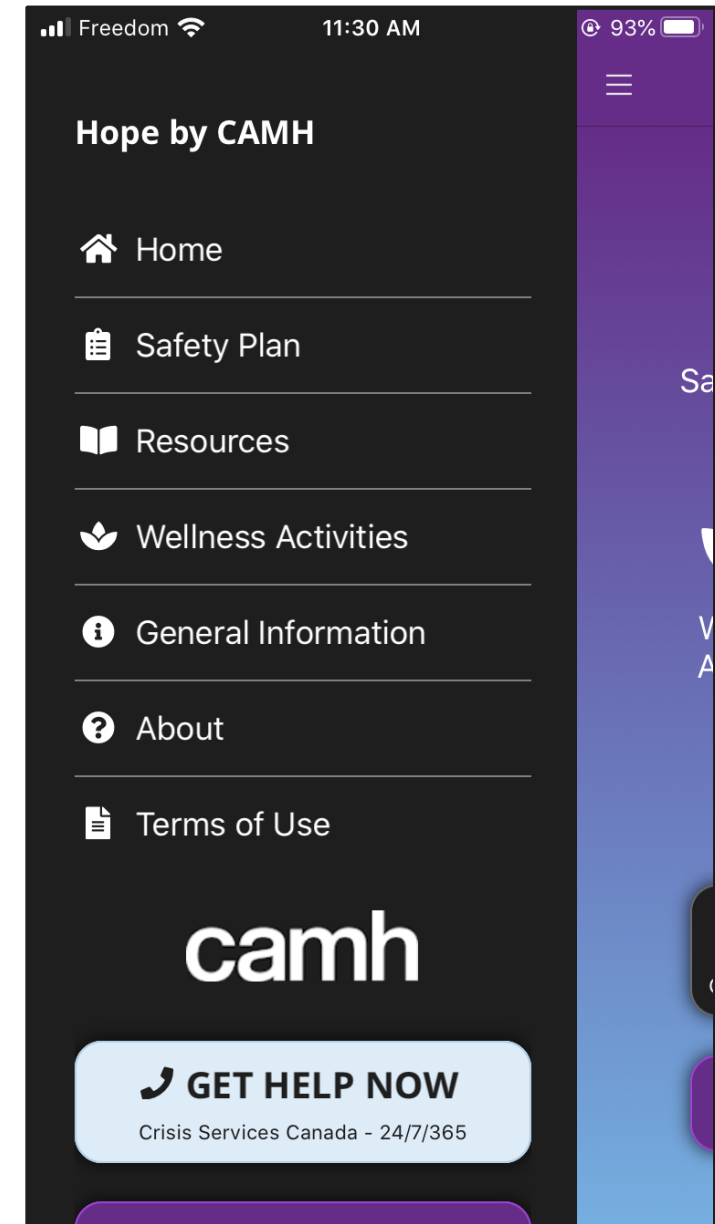 Freedom 11:30 AM 93%
Hope by CAMH
Home
Safety Plan
Resources
Wellness Activities
General Information
About
Terms of Use
camh
GET HELP NOW
Crisis Services Canada - 24/7/365
Sa
W
A